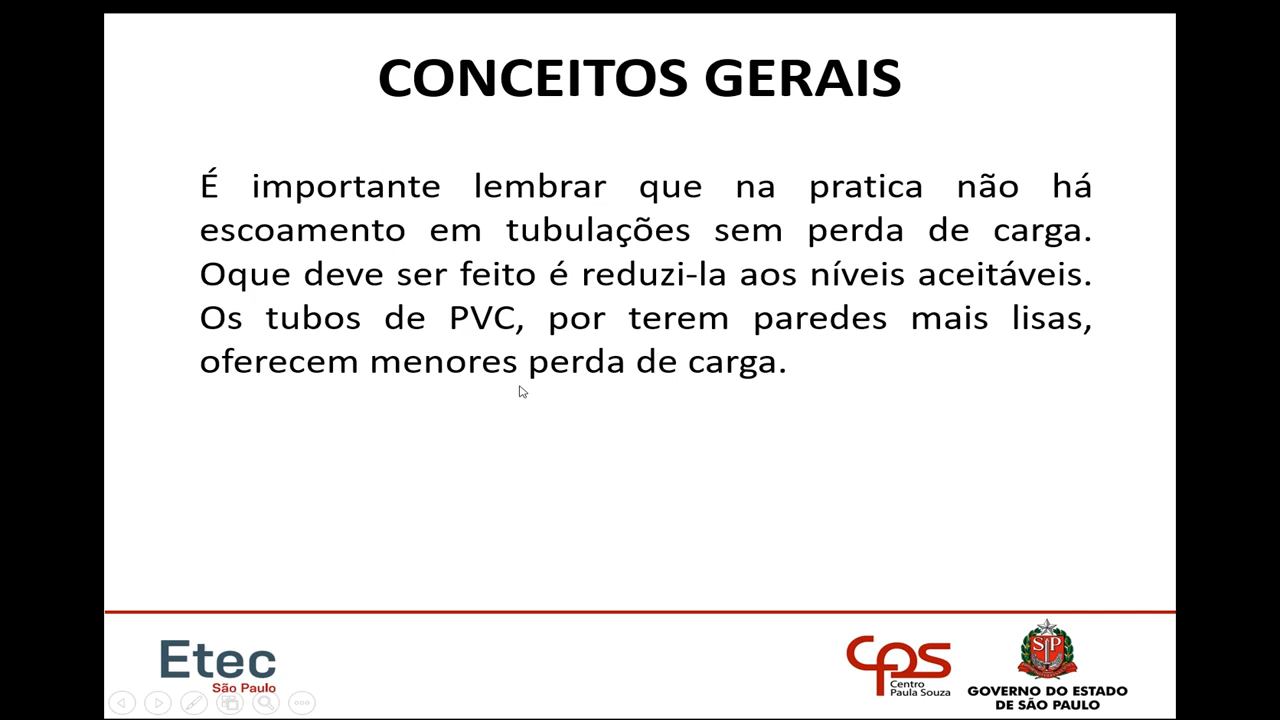 CONCEITOS GERAIS
É importante lembrar que na pratica não há
escoamento em tubulações sem perda de carga.
Oque deve ser feito é reduzi-la aos níveis aceitáveis.
Os tubos de PVC, por terem paredes mais lisas,
oferecem menores perda de carga.
Etec
São Paulo
CPS
Centro
Paula Souza
SP
GOVERNO DO ESTADO
DE SÃO PAULO